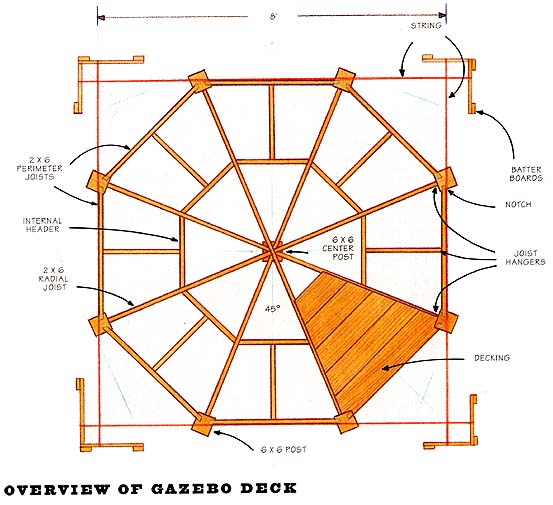 8'
STRING
2 X 6
PERIMETER
JOISTS
BATTER
BOARDS
NOTCH
INTERNAL
HEADER
6 X 6
CENTER
POST
JOIST
HANGERS
2 X 6
RADIAL
JOIST
45°
DECKING
6 X 6 POST
OVERVIEW OF GAZEBO DECK